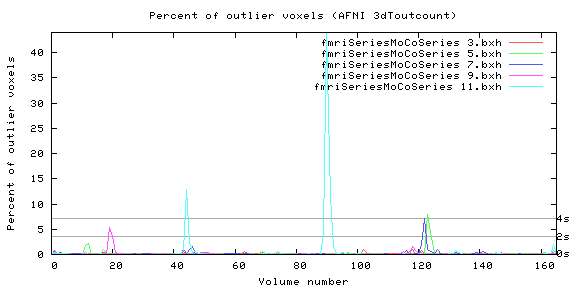 Percent of outlier voxels (AFNI 3dToutcount)
fmriSeriesMoCoSeries 3.bxh
fmriSeriesMoCoSeries 5.bxh
fmriSeriesMoCoSeries 7.bxh
fmriSeriesMoCoSeries 9.bxh
fmriSeriesMoCoSeries 11.bxh
Percent of outlier voxels
40
35
30
25
20
15
10
5
0
4s
2s
0s
0 20 40 60 80 100 120 140 160
Volume number